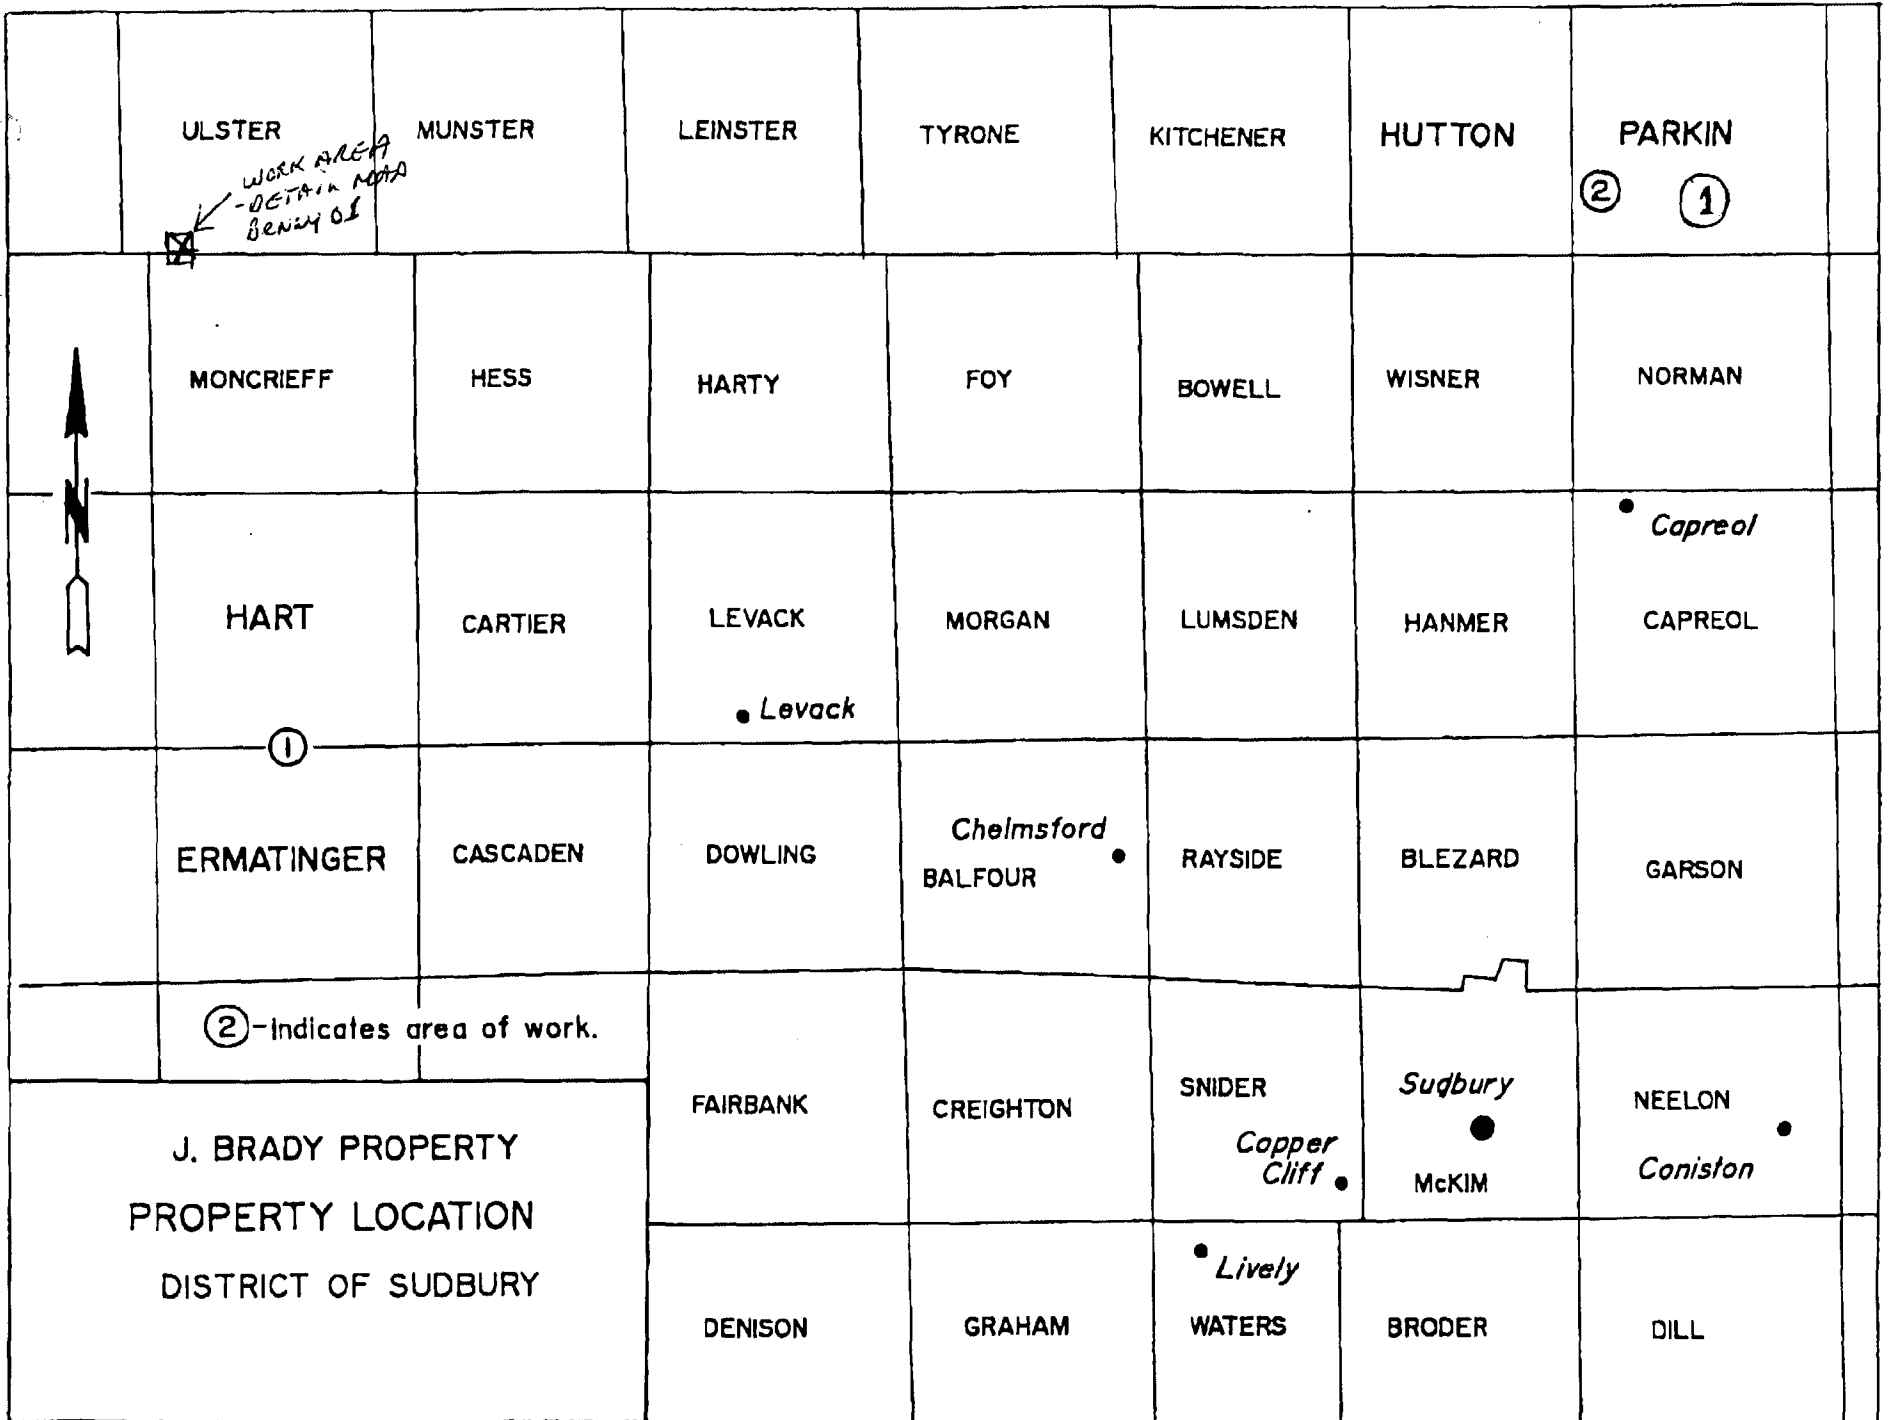 ULSTER
MUNSTER
LEINSTER
TYRONE
KITCHENER
HUTTON
PARKIN
WORK AREA
-DETAIL MAP
Benny 01
2
1
MONCRIEFF
HESS
HARTY
FOY
BOWELL
WISNER
NORMAN
N
Capreol
HART
CARTIER
LEVACK
MORGAN
LUMSDEN
HANMER
CAPREOL
Levack
1
Chelmsford
ERMATINGER
CASCADEN
DOWLING
BALFOUR
RAYSIDE
BLEZARD
GARSON
2-Indicates area of work.
FAIRBANK
CREIGHTON
SNIDER
Sudbury
NEELON
Copper
Cliff
McKIM
Coniston
J. BRADY PROPERTY
PROPERTY LOCATION
DISTRICT OF SUDBURY
Lively
DENISON
GRAHAM
WATERS
BRODER
DILL